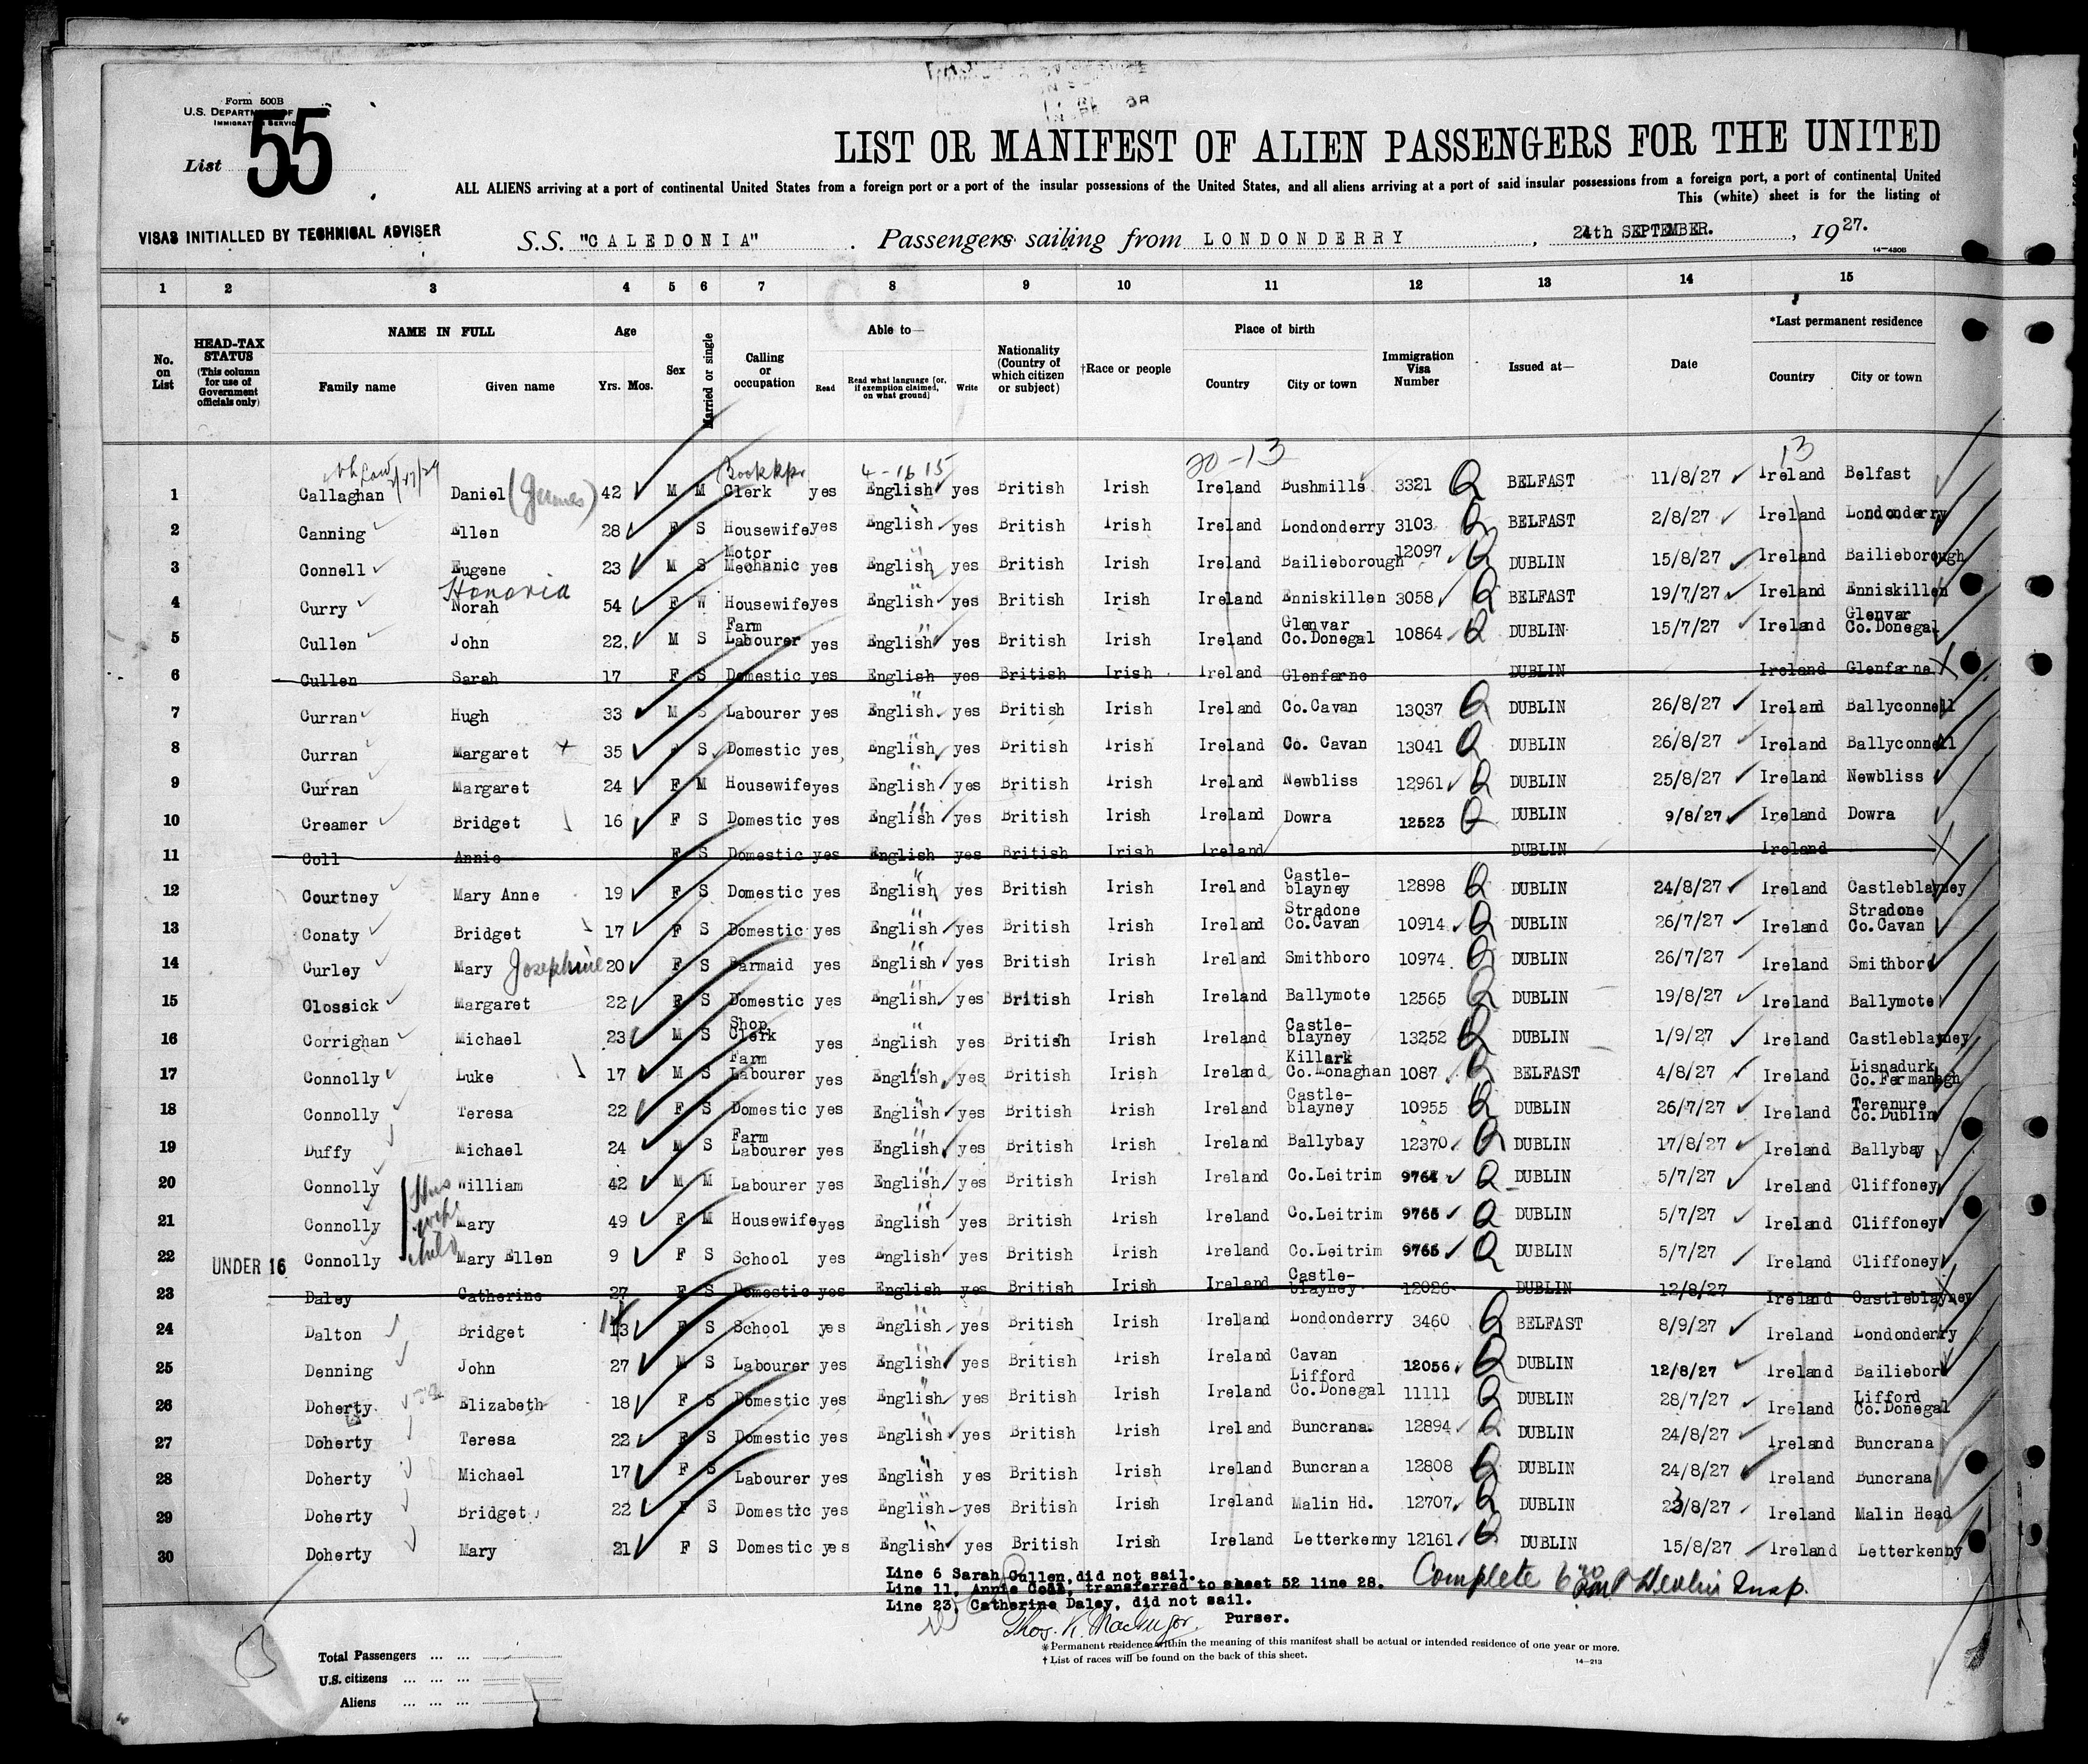 Form 500B
U.S. DEPARTMENT OF
IMMIGRATION SERVICE
List 55
LIST OR MANIFEST OF ALIEN PASSENGERS FOR THE UNITED
ALL ALIENS arriving at a port of continental United States from a foreign port or a port of the insular possessions of the United States, and all aliens arriving at a port of said insular possessions from a foreign port, a port of continental United
This (white) sheet is for the listing of
VISAS INITIALLED BY TECHNICAL ADVISER
S.S. "CALEDONIA" . Passengers sailing from LONDONDERRY , 24th SEPTEMBER. , 1927.
14-430B
1 2 3 4 5 6 7 8 9 10 11 12 13 14 15
No. on List
HEAD-TAX STATUS (This column for use of Government officials only)
NAME IN FULL Family name Given name
Age Yrs. Mos.
Sex
Married or single
Calling or occupation
Able to— Read Read what language [or, if exemption claimed, on what ground] Write
Nationality (Country of which citizen or subject)
†Race or people
Place of birth Country City or town
Immigration Visa Number
Issued at—
Date
*Last permanent residence Country City or town
Bookkpr 4-16 15 20-13 13
1 Callaghan Daniel (James) 42 M M Clerk yes English yes British Irish Ireland Bushmills 3321 BELFAST 11/8/27 Ireland Belfast
2 Canning Ellen 28 F S Housewife yes English yes British Irish Ireland Londonderry 3103 BELFAST 2/8/27 Ireland Londonderry
3 Connell Eugene 23 M S Motor Mechanic yes English yes British Irish Ireland Bailieborough 12097 DUBLIN 15/8/27 Ireland Bailieborough
Honoria
4 Curry Norah 54 F W Housewife yes English yes British Irish Ireland Enniskillen 3058 BELFAST 19/7/27 Ireland Enniskillen
5 Cullen John 22. M S Farm Labourer yes English yes British Irish Ireland Glenvar Co.Donegal 10864 DUBLIN 15/7/27 Ireland Glenvar Co.Donegal
6 Cullen Sarah 17 F S Domestic yes English yes British Irish Ireland Glenfarne DUBLIN Ireland Glenfarne X
7 Curran Hugh 33 M S Labourer yes English. yes British Irish Ireland Co.Cavan 13037 DUBLIN 26/8/27 Ireland Ballyconnell
8 Curran Margaret 35 F S. Domestic yes English yes British Irish Ireland Co. Cavan 13041 DUBLIN 26/8/27 Ireland Ballyconnell
9 Curran Margaret 24 F M Housewife yes English yes British Irish Ireland Newbliss 12961 DUBLIN 25/8/27 Ireland Newbliss
10 Creamer Bridget 16 F S Domestic yes English yes British Irish Ireland Dowra 12523 DUBLIN 9/8/27 Ireland Dowra
11 Coll Annie F S Domestic yes English yes British Irish Ireland DUBLIN Ireland X
12 Courtney Mary Anne 19 F S Domestic yes English yes British Irish Ireland Castle-blayney 12898 DUBLIN 24/8/27 Ireland Castleblayney
13 Conaty Bridget 17 F S Domestic yes English yes British Irish Ireland Stradone Co.Cavan 10914 DUBLIN 26/7/27 Ireland Stradone Co.Cavan
14 Curley Mary Josephine 20 F S Barmaid yes English yes British Irish Ireland Smithboro 10974 DUBLIN 26/7/27 Ireland Smithboro
15 Clossick Margaret 22 F S Domestic yes English yes British Irish Ireland Ballymote 12565 DUBLIN 19/8/27 Ireland Ballymote
16 Corrighan Michael 23 M S Shop Clerk yes English yes British Irish Ireland Castle-blayney 13252 DUBLIN 1/9/27 Ireland Castleblayney
17 Connolly Luke 17 M S Farm Labourer yes English yes British Irish Ireland Killark Co.Monaghan 1087 BELFAST 4/8/27 Ireland Lisnadurk Co.Fermanagh
18 Connolly Teresa 22 F S Domestic yes English yes British Irish Ireland Castle-blayney 10955 DUBLIN 26/7/27 Ireland Terenure Co.Dublin
19 Duffy Michael 24 M S Farm Labourer yes English yes British Irish Ireland Ballybay 12370 DUBLIN 17/8/27 Ireland Ballybay
20 Connolly Hus William 42 M M Labourer yes English yes British Irish Ireland Co.Leitrim 9764 DUBLIN 5/7/27 Ireland Cliffoney
21 Connolly wife Mary 49 F M Housewife yes English yes British Irish Ireland Co.Leitrim 9765 DUBLIN 5/7/27 Ireland Cliffoney
22 UNDER 16 Connolly child Mary Ellen 9 F S School yes English yes British Irish Ireland Co.Leitrim 9766 DUBLIN 5/7/27 Ireland Cliffoney
23 Daley Catherine 27 F S Domestic yes English yes British Irish Ireland Castle-blayney 12026 DUBLIN 12/8/27 Ireland Castleblayney
24 Dalton Bridget 13 F S School yes English yes British Irish Ireland Londonderry 3460 BELFAST 8/9/27 Ireland Londonderry
25 Denning John 27 M S Labourer yes English yes British Irish Ireland Cavan 12056 DUBLIN 12/8/27 Ireland Bailieboro
26 Doherty Elizabeth 18 F S Domestic yes English yes British Irish Ireland Lifford Co.Donegal 11111 DUBLIN 28/7/27 Ireland Lifford Co.Donegal
27 Doherty Teresa 22 F S Domestic yes English yes British Irish Ireland Buncrana. 12894 DUBLIN 24/8/27 Ireland Buncrana
28 Doherty Michael 17 F S Labourer yes English yes British Irish Ireland Buncrana 12808 DUBLIN 24/8/27 Ireland Buncrana
29 Doherty Bridget 22 F S Domestic yes English yes British Irish Ireland Malin Hd. 12707 DUBLIN 23/8/27 Ireland Malin Head
30 Doherty Mary 21 F S Domestic yes English yes British Irish Ireland Letterkenny 12161 DUBLIN 15/8/27 Ireland Letterkenny
Line 6 Sarah Cullen, did not sail.
Line 11, Annie Coll, transferred to sheet 52 line 28.
Line 23, Catherine Daley, did not sail.
Complete Insp.
Thos. K. MacGregor. Purser.
*Permanent residence within the meaning of this manifest shall be actual or intended residence of one year or more.
† List of races will be found on the back of this sheet.
14-213
Total Passengers ... ...
U.S. citizens ... ... ...
Aliens ... ... ...